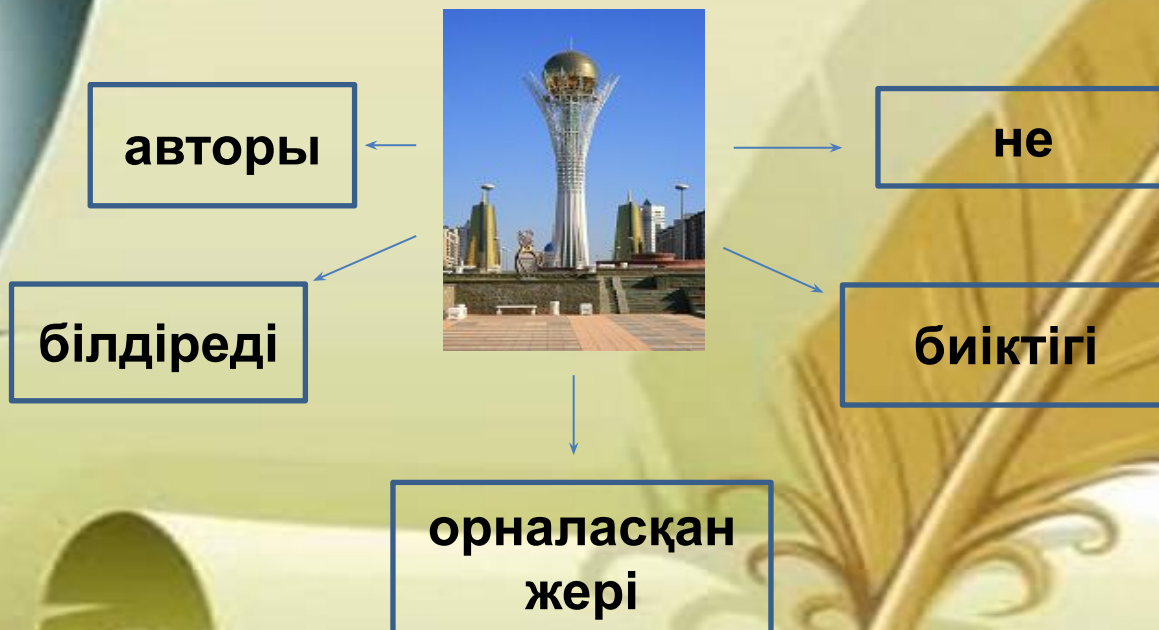 авторы
не
білдіреді
биіктігі
орналасқан
жері